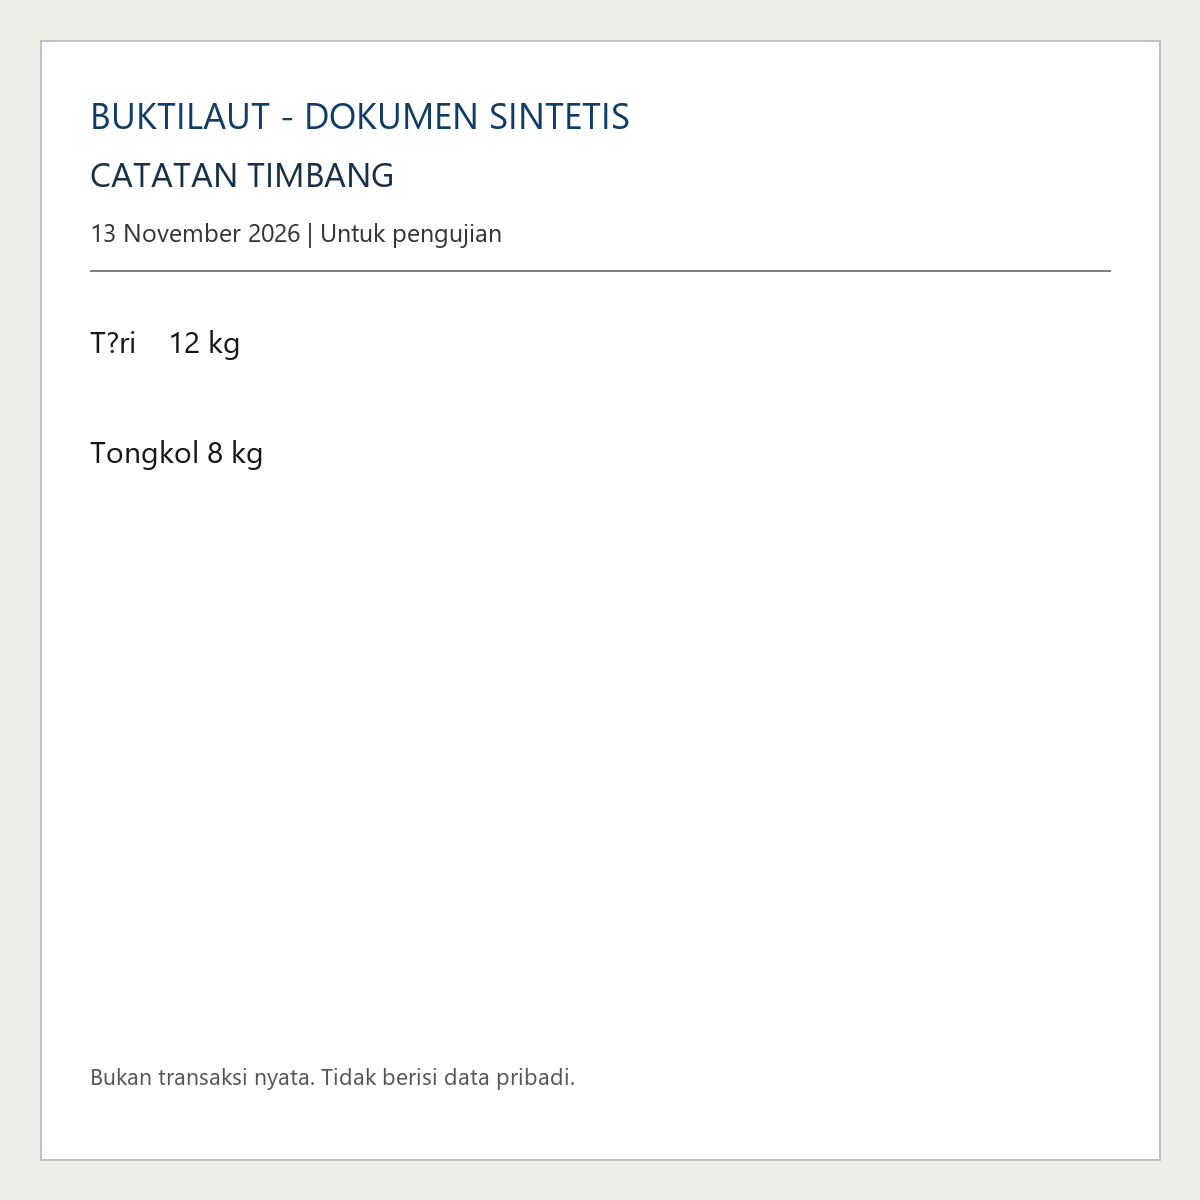 BUKTILAUT - DOKUMEN SINTETIS
CATATAN TIMBANG
13 November 2026 | Untuk pengujian
T?ri    12 kg
Tongkol 8 kg
Bukan transaksi nyata. Tidak berisi data pribadi.